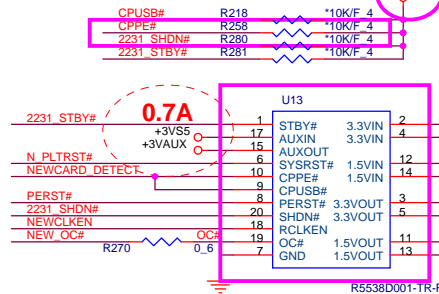 CPUSB# R218 *10K/F_4
CPPE# R258 *10K/F_4
2231_SHDN# R280 *10K/F_4
2231_STBY# R281 *10K/F_4
0.7A
U13
2231_STBY# 1 STBY# 3.3VIN 2
+3VS5 17 AUXIN 3.3VIN 4
+3VAUX 15 AUXOUT
N_PLTRST# 6 SYSRST# 1.5VIN 12
NEWCARD_DETECT 10 CPPE# 1.5VIN 14
9 CPUSB#
PERST# 8 PERST# 3.3VOUT 3
2231_SHDN# 20 SHDN# 3.3VOUT 5
NEWCLKEN 18 RCLKEN
NEW_OC# OC# 19 OC# 1.5VOUT 11
R270 0_6 7 GND 1.5VOUT 13
R5538D001-TR-F